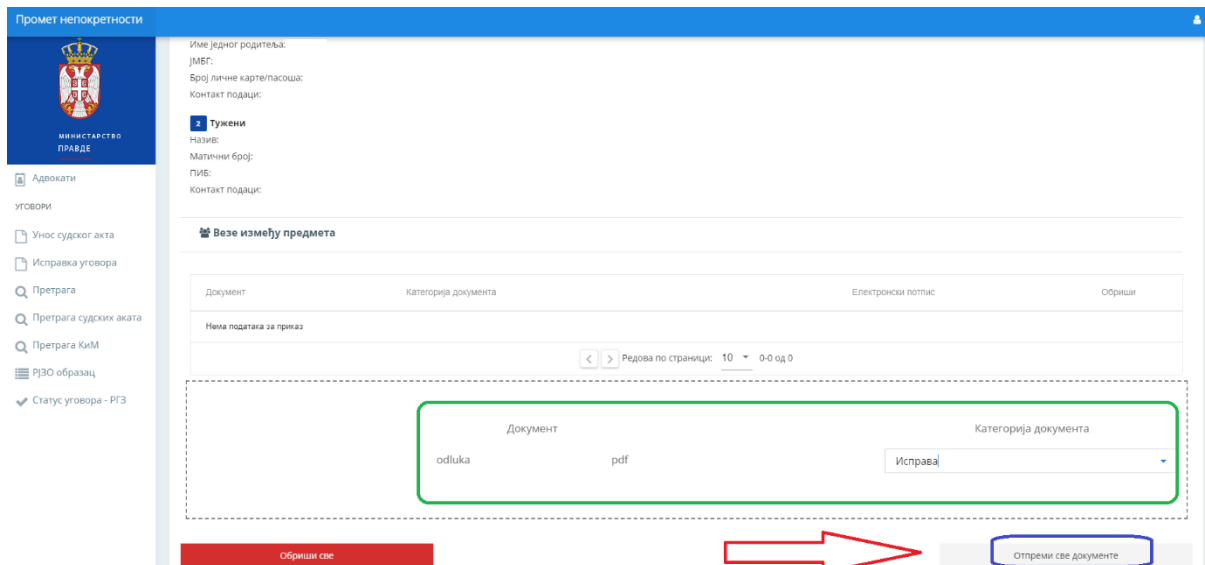 Промет непокретности
МИНИСТАРСТВО
ПРАВДЕ
Адвокати
УГОВОРИ
Унос судског акта
Исправка уговора
Претрага
Претрага судских аката
Претрага КиМ
РЈЗО образац
Статус уговора - РГЗ
Име једног родитеља:
ЈМБГ:
Број личне карте/пасоша:
Контакт подаци:
2 Тужени
Назив:
Матични број:
ПИБ:
Контакт подаци:
Везе између предмета
Документ Категорија документа Електронски потпис Обриши
Нема података за приказ
< > Редова по страници: 10 0-0 од 0
Документ Категорија документа
odluka pdf Исправа
Обриши све Отпреми све документе